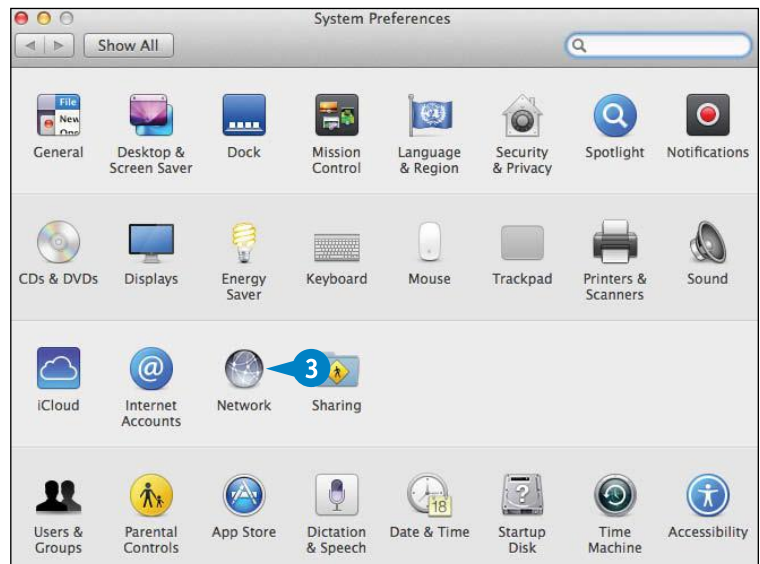 System Preferences
Show All
File
New
One
General
Desktop &
Screen Saver
Dock
Mission
Control
Language
& Region
Security
& Privacy
Spotlight
Notifications
CDs & DVDs
Displays
Energy
Saver
Keyboard
Mouse
Trackpad
Printers &
Scanners
Sound
iCloud
@
Internet
Accounts
Network
3
Sharing
Users &
Groups
Parental
Controls
App Store
Dictation
& Speech
18
Date & Time
?
Startup
Disk
Time
Machine
Accessibility